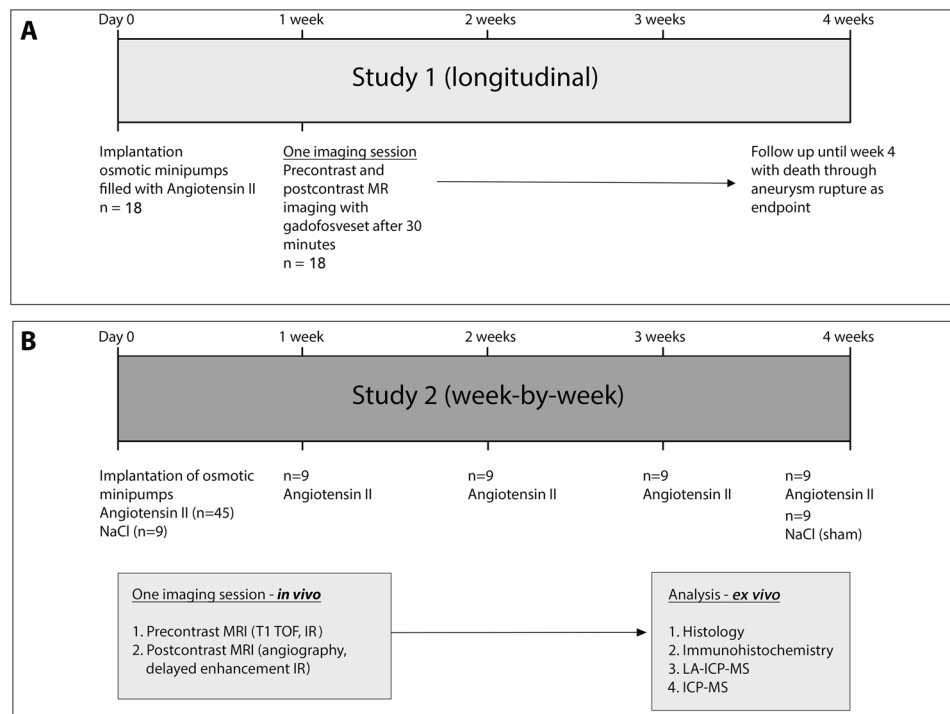 A
Day 0
1 week
2 weeks
3 weeks
4 weeks
Study 1 (longitudinal)
Implantation
osmotic minipumps
filled with Angiotensin II
n = 18
One imaging session
Precontrast and
postcontrast MR
imaging with
gadofosveset after 30
minutes
n = 18
Follow up until week 4
with death through
aneurysm rupture as
endpoint
B
Day 0
1 week
2 weeks
3 weeks
4 weeks
Study 2 (week-by-week)
Implantation of osmotic
minipumps
Angiotensin II (n=45)
NaCl (n=9)
n=9
Angiotensin II
n=9
Angiotensin II
n=9
Angiotensin II
n=9
Angiotensin II
n=9
NaCl (sham)
One imaging session - in vivo
1. Precontrast MRI (T1 TOF, IR)
2. Postcontrast MRI (angiography,
delayed enhancement IR)
Analysis - ex vivo
1. Histology
2. Immunohistochemistry
3. LA-ICP-MS
4. ICP-MS